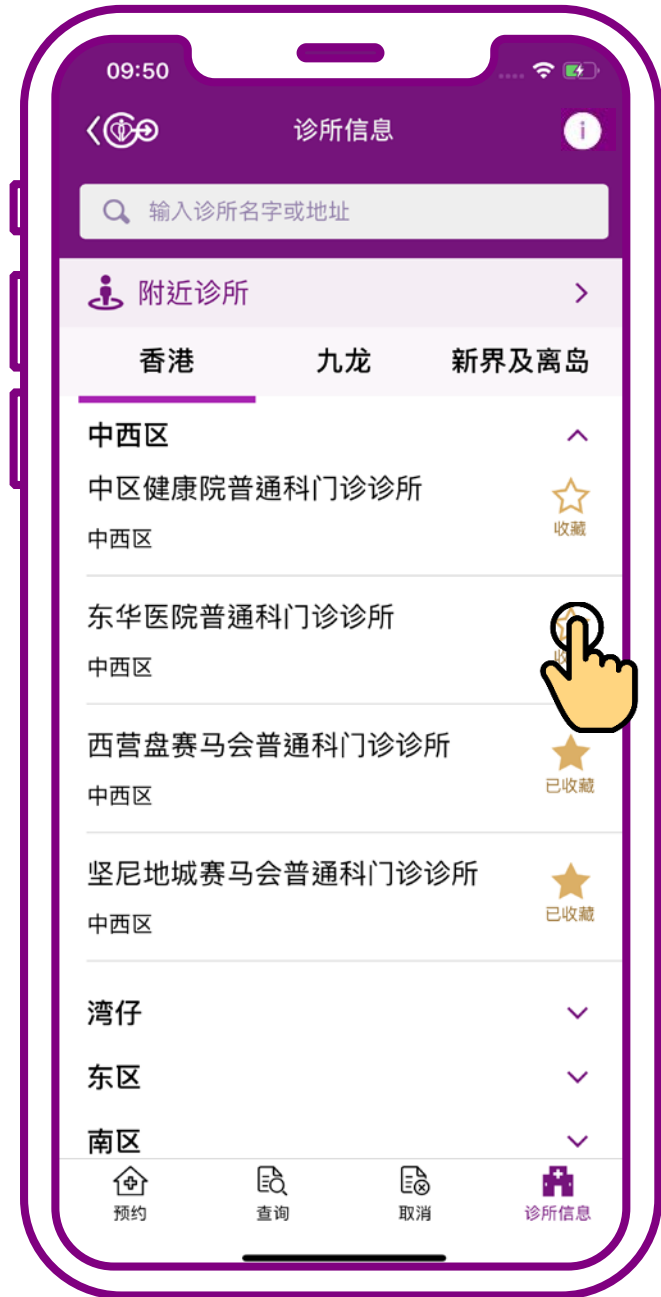 09:50
诊所信息
i
输入诊所名字或地址
附近诊所
香港 九龙 新界及离岛
中西区
中区健康院普通科门诊诊所
收藏
中西区
东华医院普通科门诊诊所
中西区
西营盘赛马会普通科门诊诊所
已收藏
中西区
坚尼地城赛马会普通科门诊诊所
已收藏
中西区
湾仔
东区
南区
预约 查询 取消 诊所信息